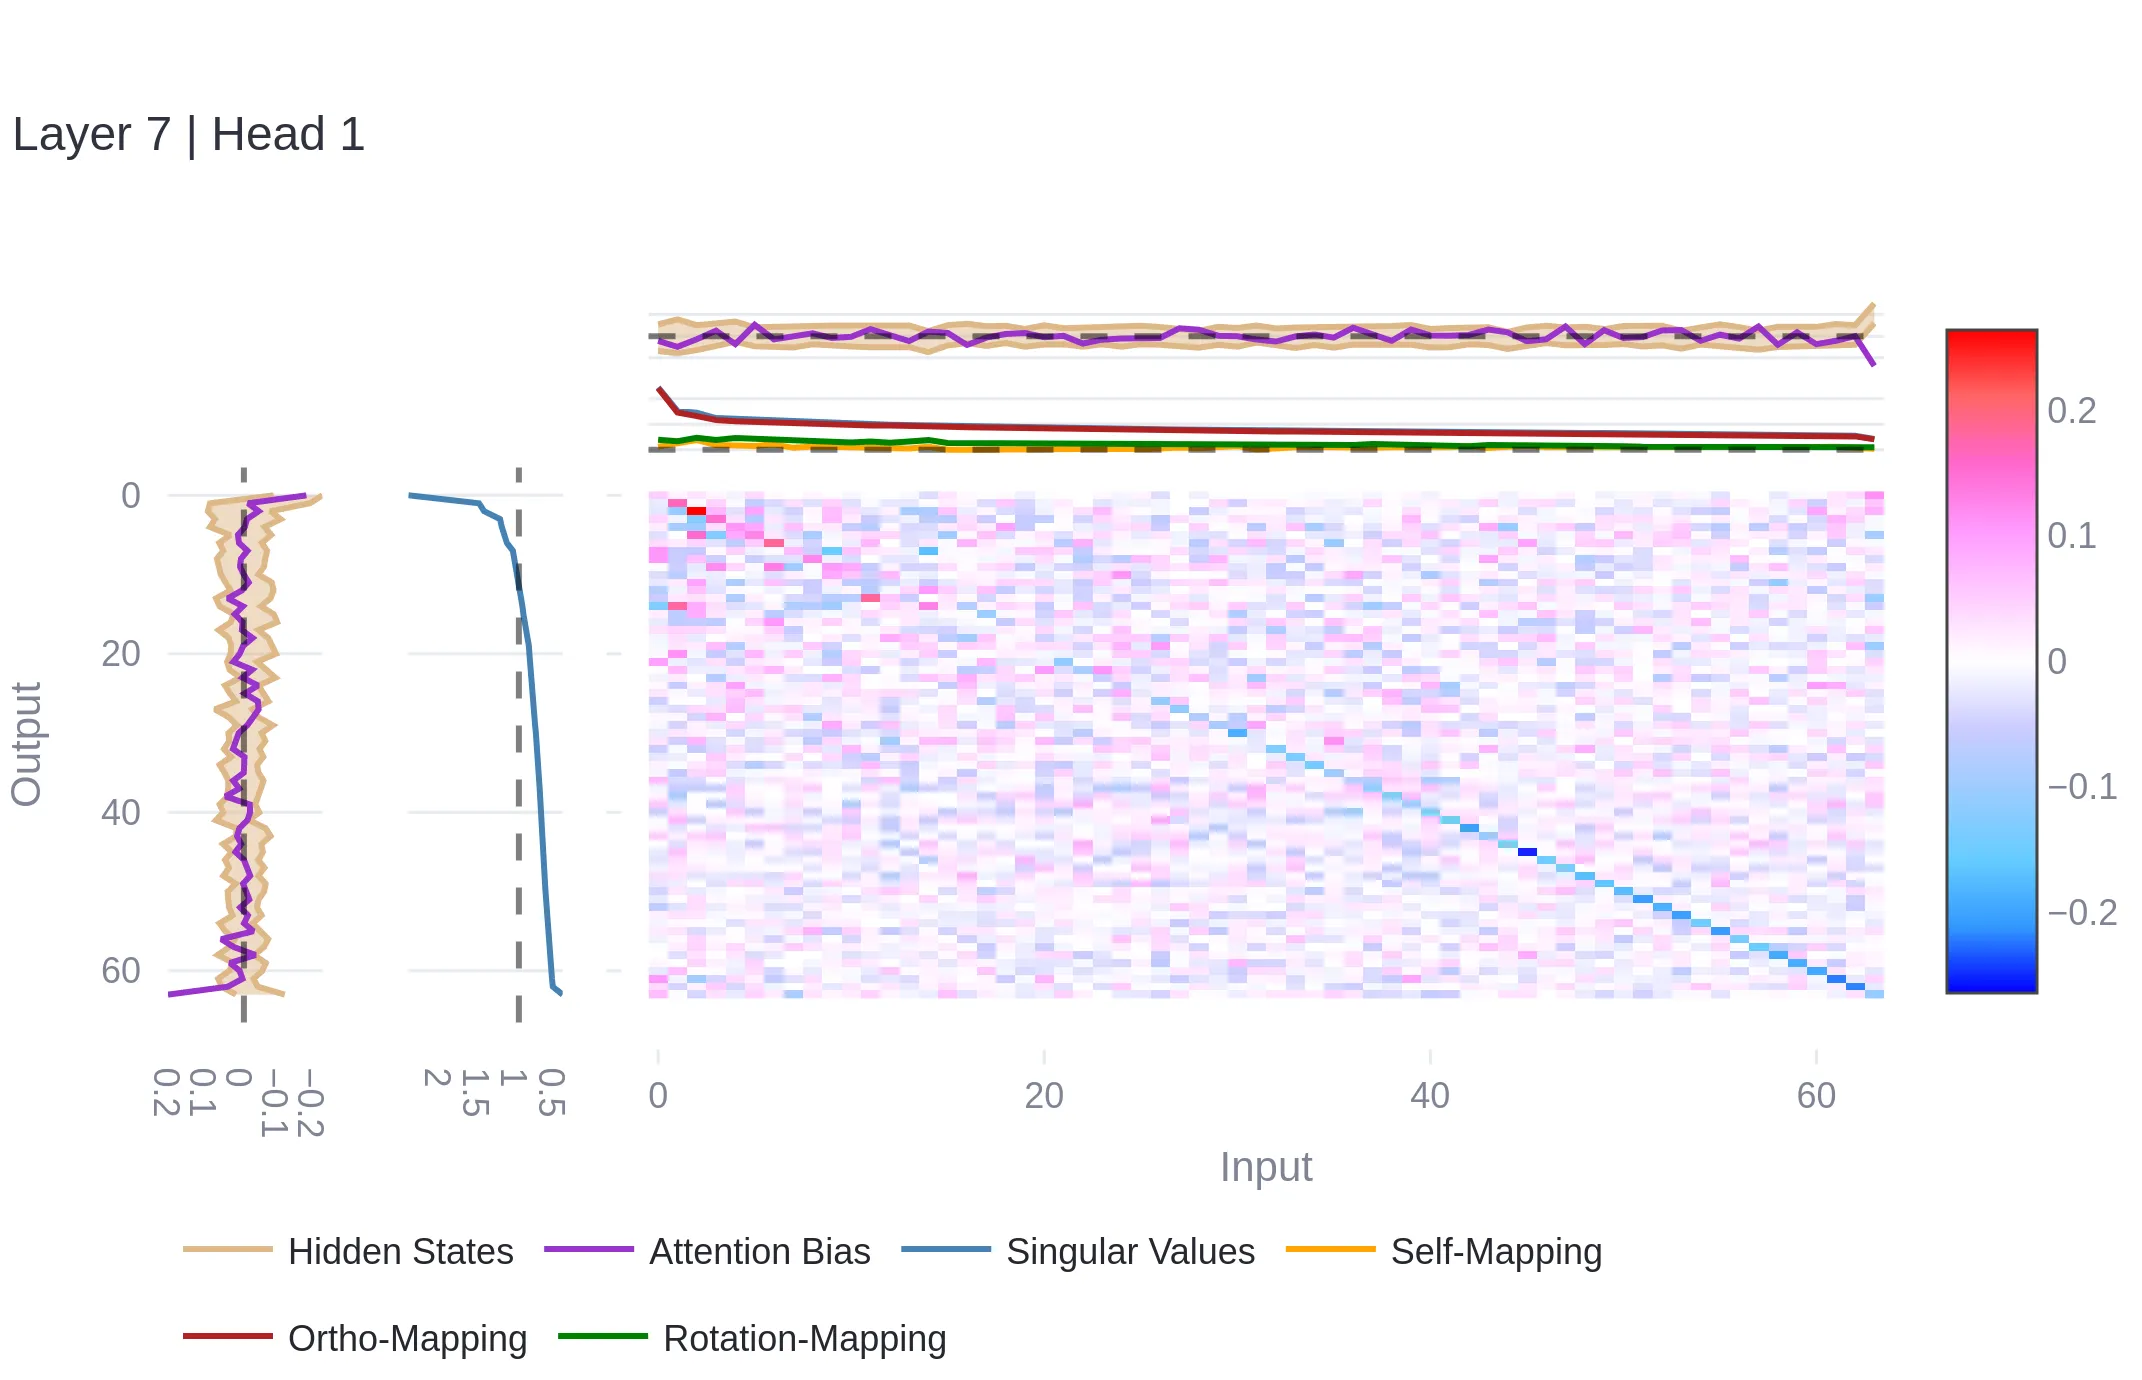 Layer 7 | Head 1
0.2
0.1
0
−0.1
−0.2
0
20
40
60
Output
0.2
0.1
0
−0.1
−0.2
2
1.5
1
0.5
0
20
40
60
Input
Hidden States
Attention Bias
Singular Values
Self-Mapping
Ortho-Mapping
Rotation-Mapping